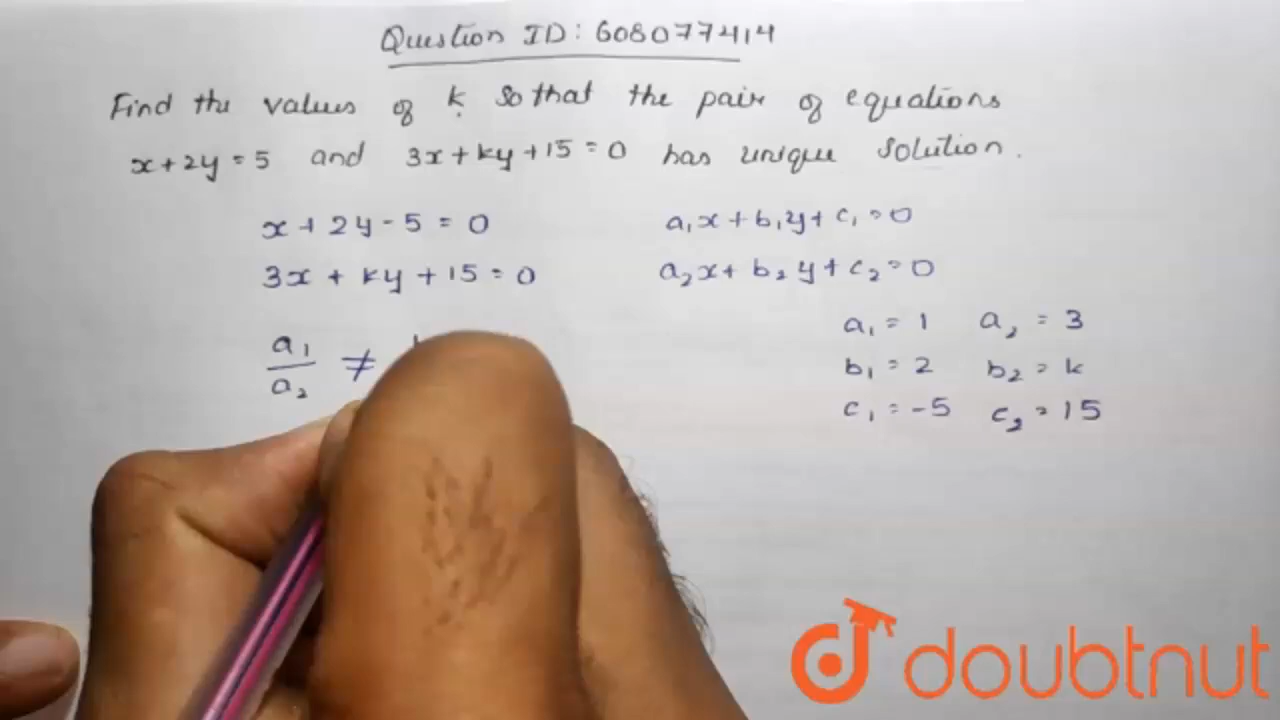 Question ID: 608077414
Find the values of k so that the pair of equations
x + 2y = 5 and 3x + ky + 15 = 0 has unique solution.
x + 2y - 5 = 0
3x + ky + 15 = 0
a₁x + b₁y + c₁ = 0
a₂x + b₂y + c₂ = 0
a₁ = 1 a₂ = 3
b₁ = 2 b₂ = k
c₁ = -5 c₂ = 15
a₁
≠
a₂
doubtnut